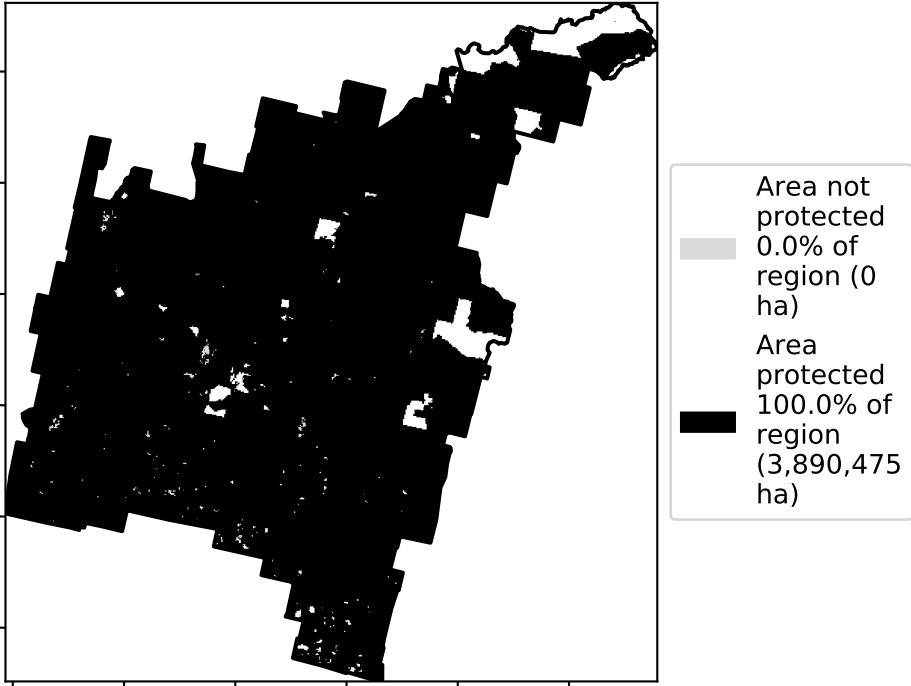 Area not
protected
0.0% of
region (0
ha)
Area
protected
100.0% of
region
(3,890,475
ha)